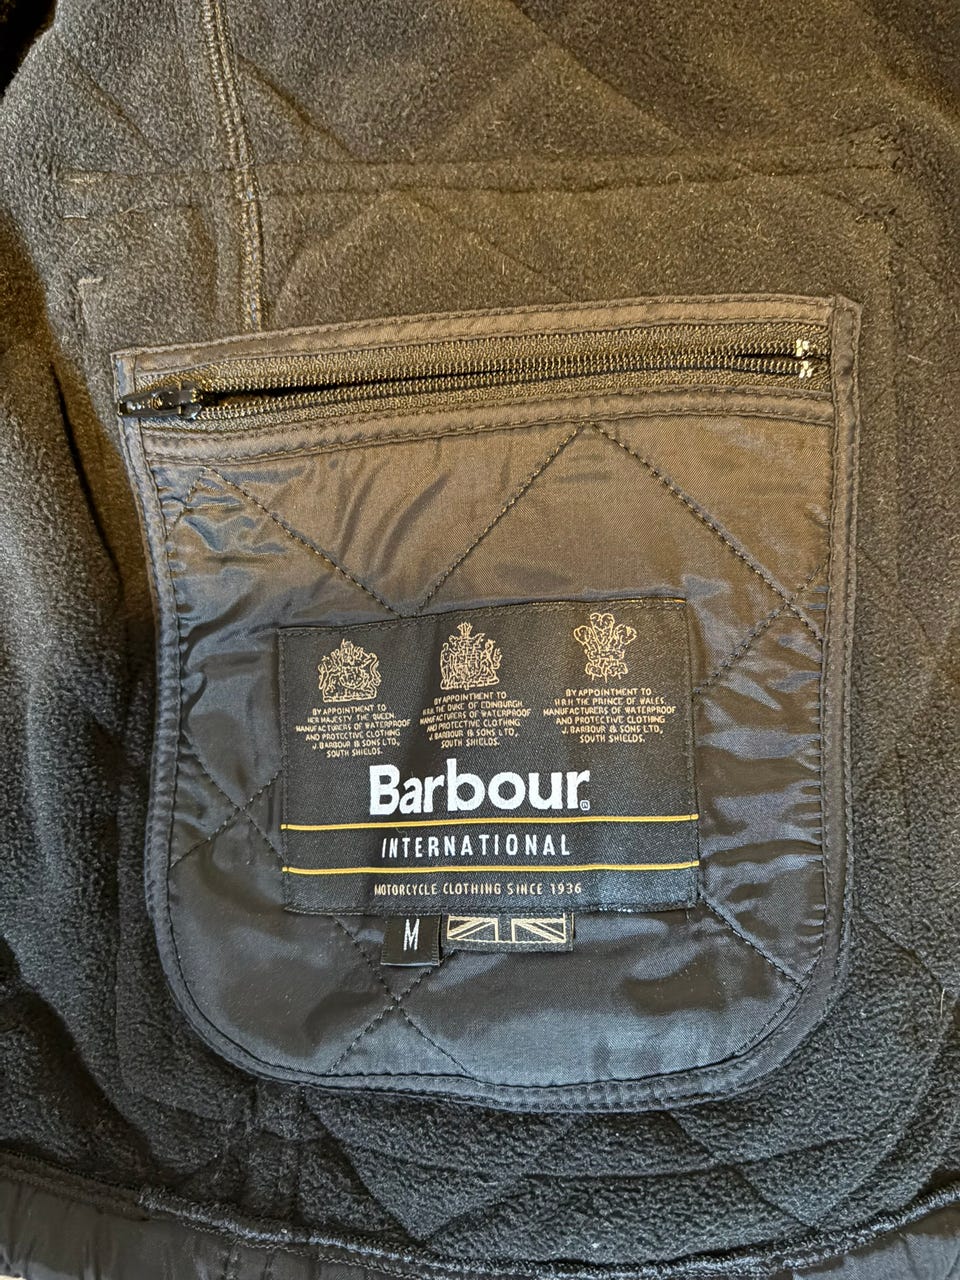 BY APPOINTMENT TO
HER MAJESTY THE QUEEN,
MANUFACTURERS OF WATERPROOF
AND PROTECTIVE CLOTHING
J. BARBOUR & SONS LTD,
SOUTH SHIELDS.
BY APPOINTMENT TO
H.R.H. THE DUKE OF EDINBURGH,
MANUFACTURERS OF WATERPROOF
AND PROTECTIVE CLOTHING
J. BARBOUR & SONS LTD,
SOUTH SHIELDS.
BY APPOINTMENT TO
H.R.H. THE PRINCE OF WALES,
MANUFACTURERS OF WATERPROOF
AND PROTECTIVE CLOTHING
J. BARBOUR & SONS LTD,
SOUTH SHIELDS.
Barbour®
INTERNATIONAL
MOTORCYCLE CLOTHING SINCE 1936
M